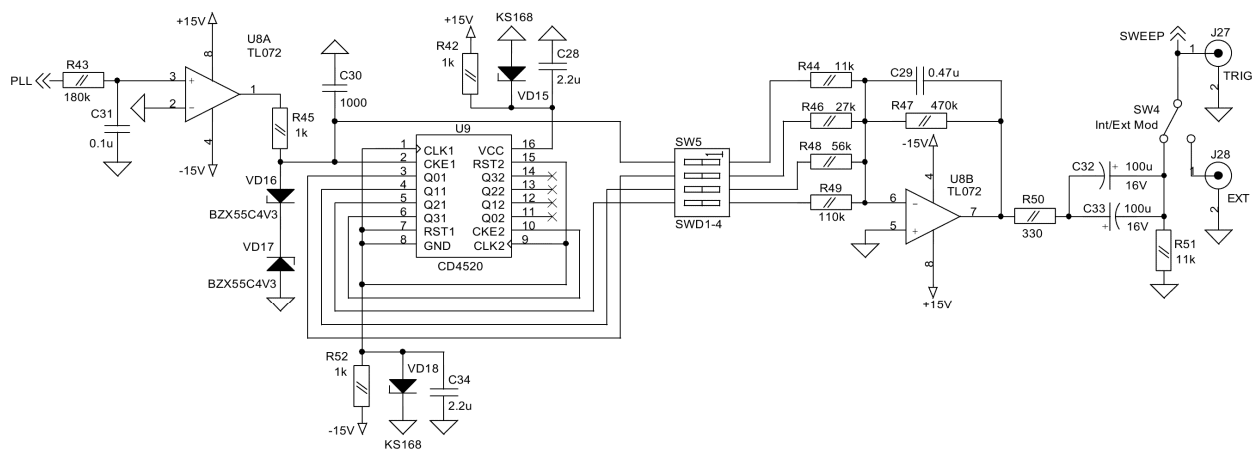 +15V
U8A
TL072
8
R43
PLL
180k
3
+
2
−
1
4
-15V
C31
0.1u
R45
1k
VD16
BZX55C4V3
VD17
BZX55C4V3
C30
1000
+15V
R42
1k
KS168
VD15
C28
2.2u
U9
1 CLK1 VCC 16
2 CKE1 RST2 15
3 Q01 Q32 14
4 Q11 Q22 13
5 Q21 Q12 12
6 Q31 Q02 11
7 RST1 CKE2 10
8 GND CLK2 9
CD4520
R52
1k
-15V
VD18
KS168
C34
2.2u
SW5
1
SWD1-4
R44 11k
R46 27k
R48 56k
R49
110k
C29 0.47u
R47 470k
-15V
4
U8B
TL072
6
−
5
+
7
8
+15V
R50
330
C32 100u
+
16V
C33 100u
+
16V
R51
11k
SWEEP
SW4
Int/Ext Mod
J27
1
TRIG
2
J28
1
EXT
2